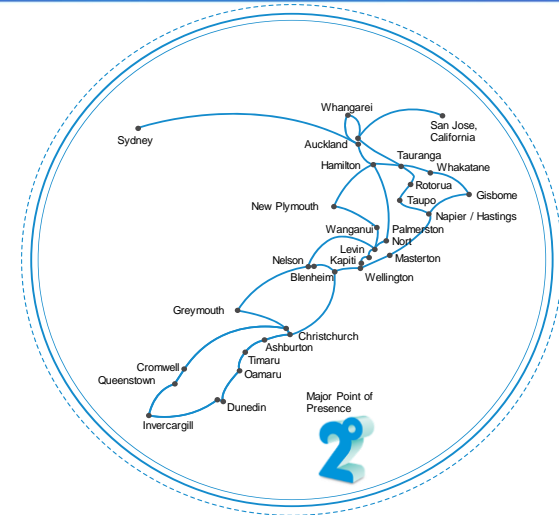 Whangarei
San Jose,
California
Sydney
Auckland
Tauranga
Hamilton
Whakatane
Rotorua
Gisbome
Taupo
New Plymouth
Napier / Hastings
Wanganui
Palmerston
Nort
Levin
Masterton
Nelson
Kapiti
Blenheim
Wellington
Greymouth
Christchurch
Ashburton
Timaru
Cromwell
Oamaru
Queenstown
Dunedin
Invercargill
Major Point of
Presence
2°